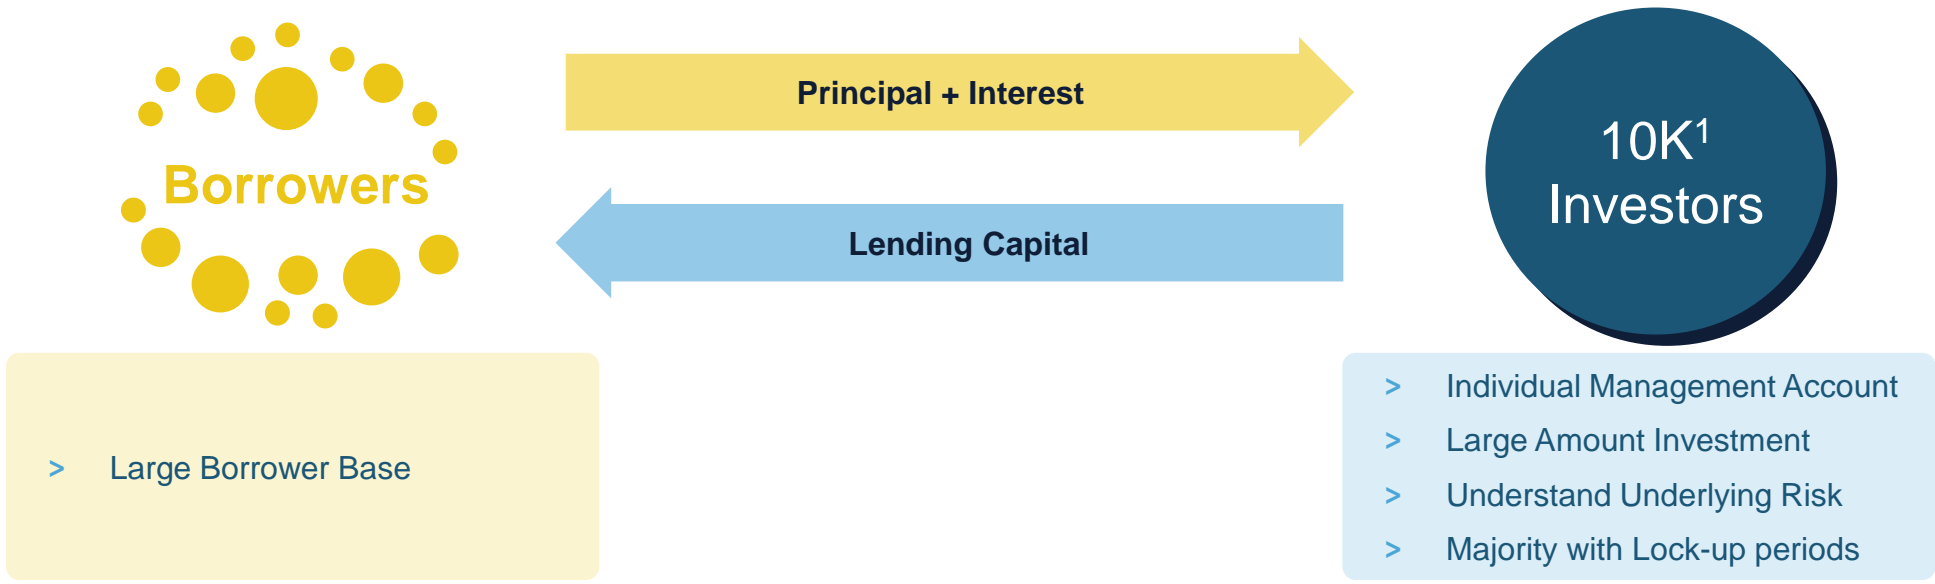 Borrowers
Principal + Interest
Lending Capital
10K¹
Investors
> Large Borrower Base
> Individual Management Account
> Large Amount Investment
> Understand Underlying Risk
> Majority with Lock-up periods